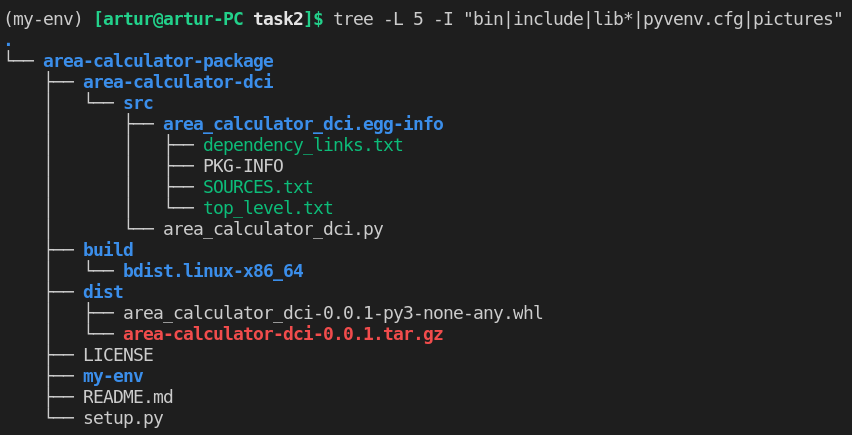 (my-env) [artur@artur-PC task2]$ tree -L 5 -I "bin|include|lib*|pyvenv.cfg|pictures"
.
└── area-calculator-package
    ├── area-calculator-dci
    │   └── src
    │       ├── area_calculator_dci.egg-info
    │       │   ├── dependency_links.txt
    │       │   ├── PKG-INFO
    │       │   ├── SOURCES.txt
    │       │   └── top_level.txt
    │       └── area_calculator_dci.py
    ├── build
    │   └── bdist.linux-x86_64
    ├── dist
    │   ├── area_calculator_dci-0.0.1-py3-none-any.whl
    │   └── area-calculator-dci-0.0.1.tar.gz
    ├── LICENSE
    ├── my-env
    ├── README.md
    └── setup.py